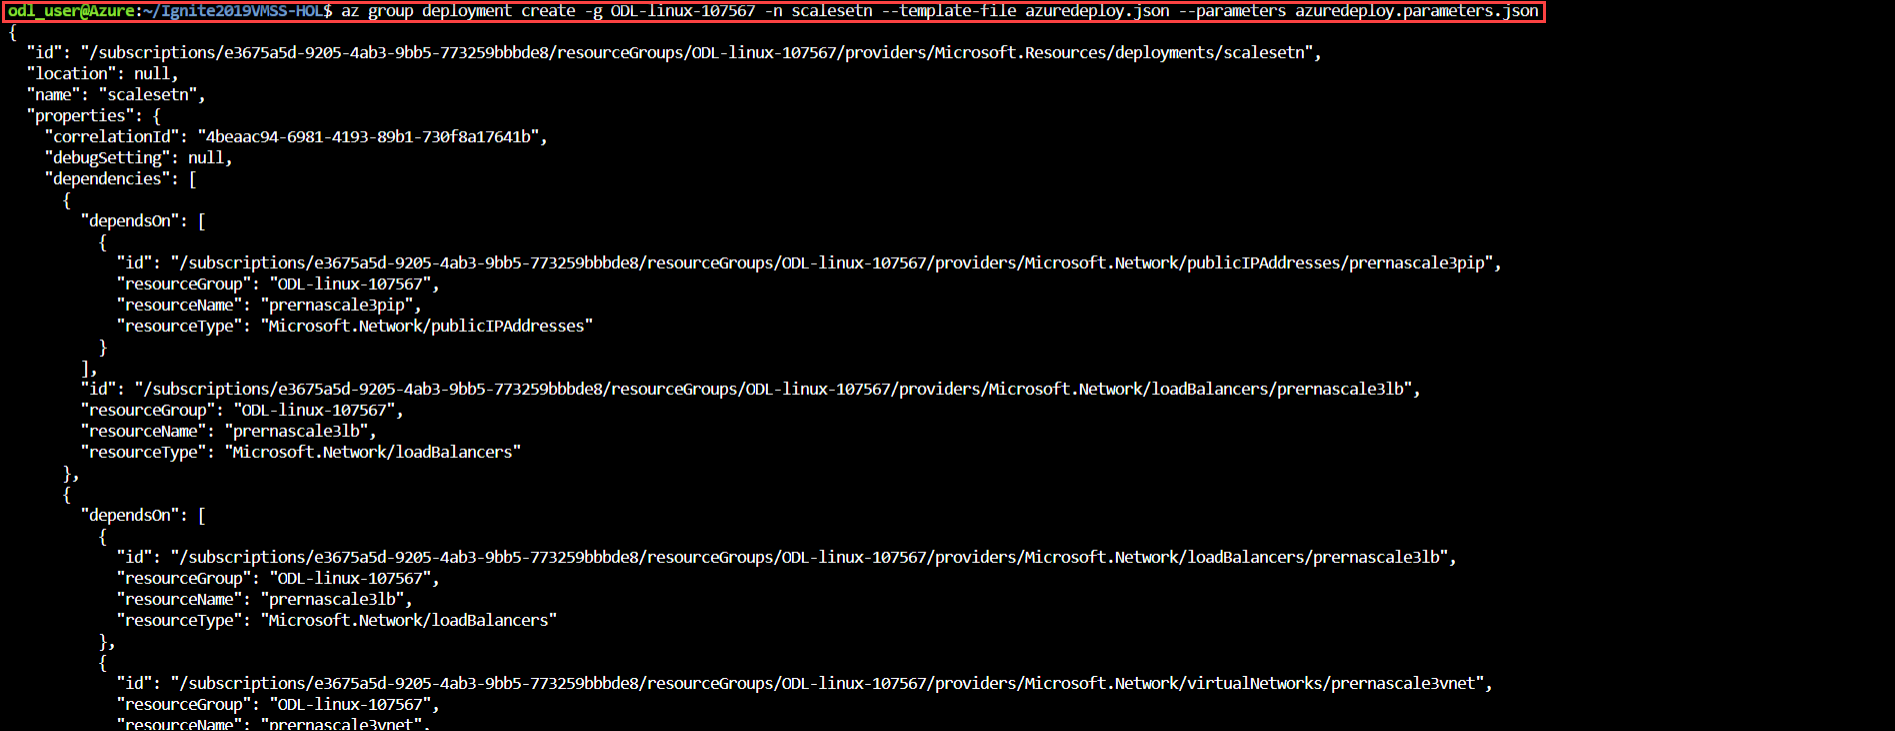 odl_user@Azure:~/Ignite2019VMSS-HOL$ az group deployment create -g ODL-linux-107567 -n scalesetn --template-file azuredeploy.json --parameters azuredeploy.parameters.json
{
  "id": "/subscriptions/e3675a5d-9205-4ab3-9bb5-773259bbbde8/resourceGroups/ODL-linux-107567/providers/Microsoft.Resources/deployments/scalesetn",
  "location": null,
  "name": "scalesetn",
  "properties": {
    "correlationId": "4beaac94-6981-4193-89b1-730f8a17641b",
    "debugSetting": null,
    "dependencies": [
      {
        "dependsOn": [
          {
            "id": "/subscriptions/e3675a5d-9205-4ab3-9bb5-773259bbbde8/resourceGroups/ODL-linux-107567/providers/Microsoft.Network/publicIPAddresses/prernascale3pip",
            "resourceGroup": "ODL-linux-107567",
            "resourceName": "prernascale3pip",
            "resourceType": "Microsoft.Network/publicIPAddresses"
          }
        ],
        "id": "/subscriptions/e3675a5d-9205-4ab3-9bb5-773259bbbde8/resourceGroups/ODL-linux-107567/providers/Microsoft.Network/loadBalancers/prernascale3lb",
        "resourceGroup": "ODL-linux-107567",
        "resourceName": "prernascale3lb",
        "resourceType": "Microsoft.Network/loadBalancers"
      },
      {
        "dependsOn": [
          {
            "id": "/subscriptions/e3675a5d-9205-4ab3-9bb5-773259bbbde8/resourceGroups/ODL-linux-107567/providers/Microsoft.Network/loadBalancers/prernascale3lb",
            "resourceGroup": "ODL-linux-107567",
            "resourceName": "prernascale3lb",
            "resourceType": "Microsoft.Network/loadBalancers"
          },
          {
            "id": "/subscriptions/e3675a5d-9205-4ab3-9bb5-773259bbbde8/resourceGroups/ODL-linux-107567/providers/Microsoft.Network/virtualNetworks/prernascale3vnet",
            "resourceGroup": "ODL-linux-107567",
            "resourceName": "prernascale3vnet",